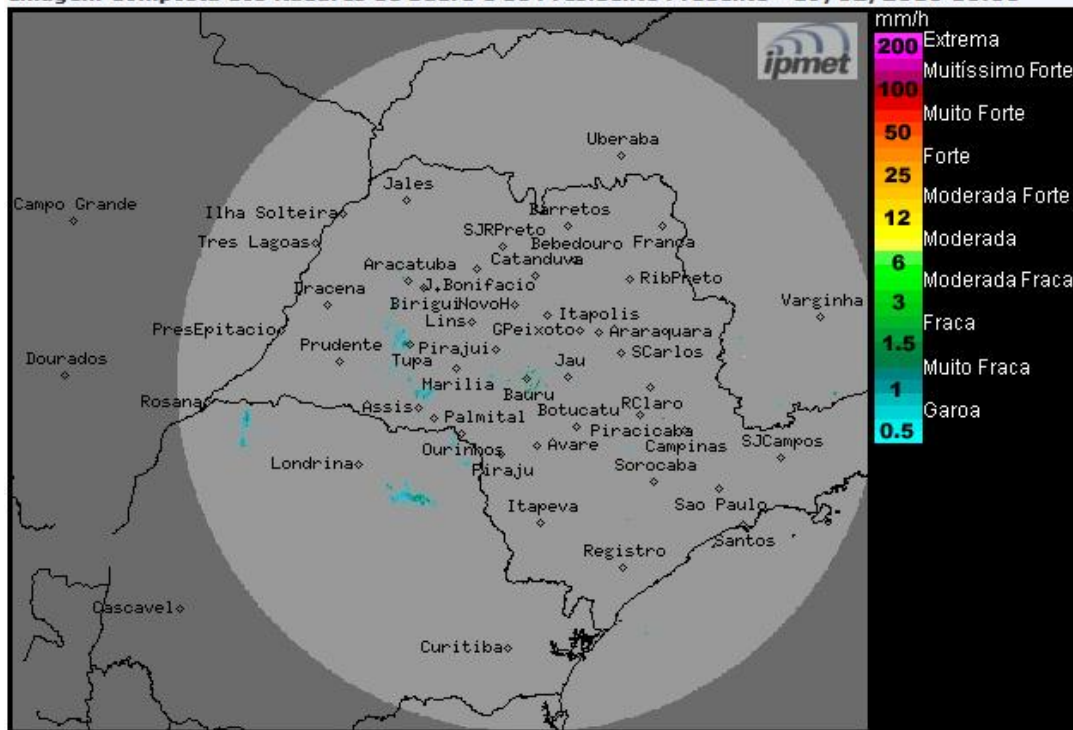 mm/h
ipmet
200 Extrema
Muitíssimo Forte
100
Muito Forte
50
Forte
25
Moderada Forte
12
Moderada
6
Moderada Fraca
3
Fraca
1.5
Muito Fraca
1
Garoa
0.5
Uberaba
Jales
Campo Grande
Ilha Solteira
Barretos
Tres Lagoas
SJRPreto
Bebedouro Franca
Aracatuba
Catanduva
Dracena
J.Bonifacio
RibPreto
Birigui NovoH
Itapolis
Varginha
PresEpitacio
Lins
GPeixoto
Araraquara
Dourados
Prudente
Pirajui
SCarlos
Tupa
Jau
Marilia
Bauru
Rosana
Assis
Palmital
Botucatu
RClaro
Piracicaba
Ourinhos
Avare
Campinas
SJCampos
Londrina
Piraju
Sorocaba
Itapeva
Sao Paulo
Santos
Registro
Cascavel
Curitiba